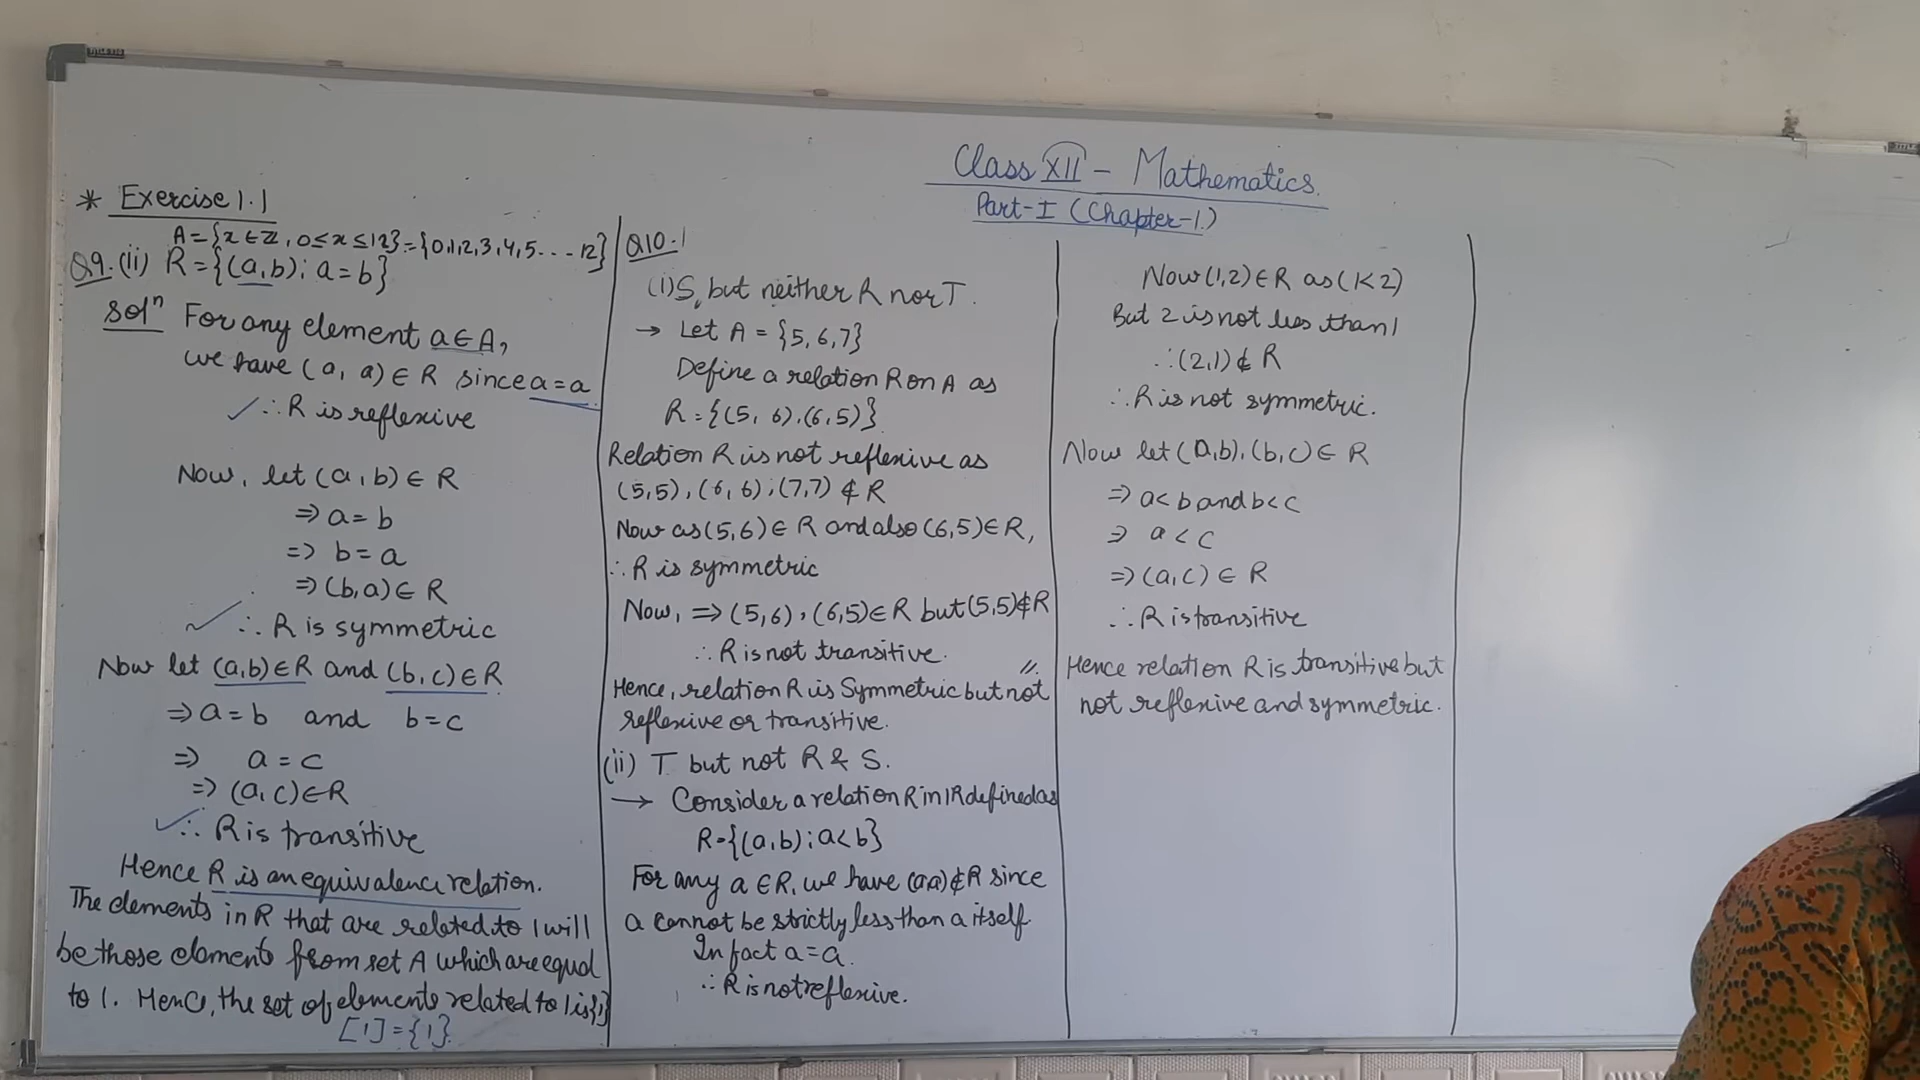 Class XII - Mathematics.
Part-I (Chapter-1.)
* Exercise 1.1
A={x∈Z, 0≤x≤12}={0,1,2,3,4,5...12}
Q9.(ii) R={(a,b); a=b}
Solⁿ For any element a∈A,
we have (a, a)∈R since a=a
∴ R is reflexive
Now, let (a,b)∈R
⇒ a=b
⇒ b=a
⇒ (b,a)∈R
∴ R is symmetric
Now let (a,b)∈R and (b,c)∈R
⇒ a=b and b=c
⇒ a=c
⇒ (a,c)∈R
∴ R is transitive
Hence R is an equivalence relation.
The elements in R that are related to 1 will
be those elements from set A which are equal
to 1. Hence, the set of elements related to 1 is {1}
[1]={1}.
Q10.1
(i) S, but neither R nor T.
→ Let A = {5,6,7}
Define a relation R on A as
R={(5, 6),(6,5)}
Relation R is not reflexive as
(5,5),(6,6),(7,7)∉R
Now as (5,6)∈R and also (6,5)∈R,
∴ R is symmetric
Now, ⇒ (5,6),(6,5)∈R but (5,5)∉R
∴ R is not transitive.
Hence, relation R is Symmetric but not
reflexive or transitive.
(ii) T but not R & S.
→ Consider a relation R in IR defined as
R={(a,b); a<b}
For any a∈R, we have (a,a)∉R since
a cannot be strictly less than a itself
In fact a=a.
∴ R is not reflexive.
Now (1,2)∈R as (1<2)
But 2 is not less than 1
∴ (2,1)∉R
∴ R is not symmetric.
Now let (a,b),(b,c)∈R
⇒ a<b and b<c
⇒ a<c
⇒ (a,c)∈R
∴ R is transitive
Hence relation R is transitive but
not reflexive and symmetric.